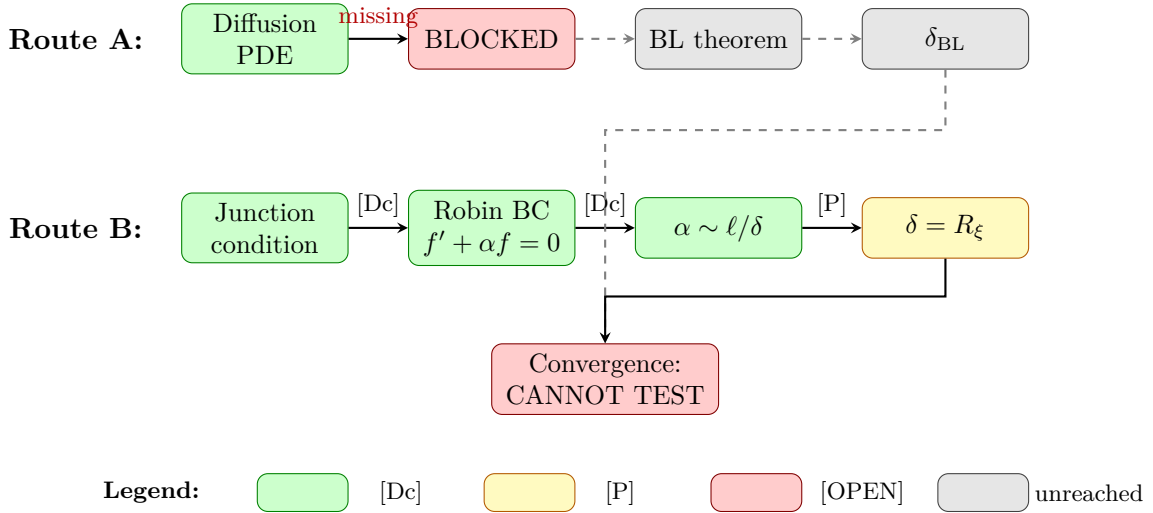 missing
Route A:
Diffusion
PDE
BLOCKED
BL theorem
δ_BL
Route B:
Junction
condition
[Dc]
Robin BC
f′ + αf = 0
[Dc]
α ∼ ℓ/δ
[P]
δ = R_ξ
Convergence:
CANNOT TEST
Legend:
[Dc]
[P]
[OPEN]
unreached